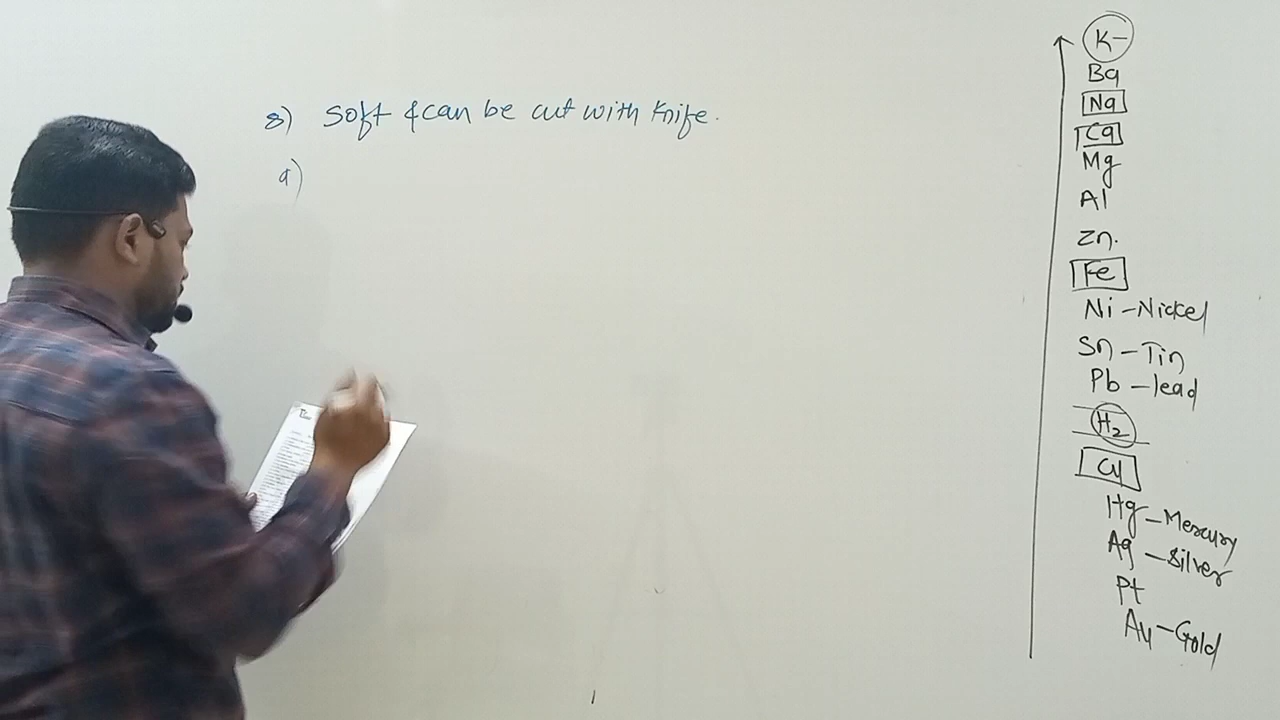 8) Soft & can be cut with Knife.
a)
K-
Ba
Na
Ca
Mg
Al
Zn.
Fe
Ni - Nickel
Sn - Tin
Pb - lead
H2
Cu
Hg - Mercury
Ag - Silver
Pt
Au - Gold